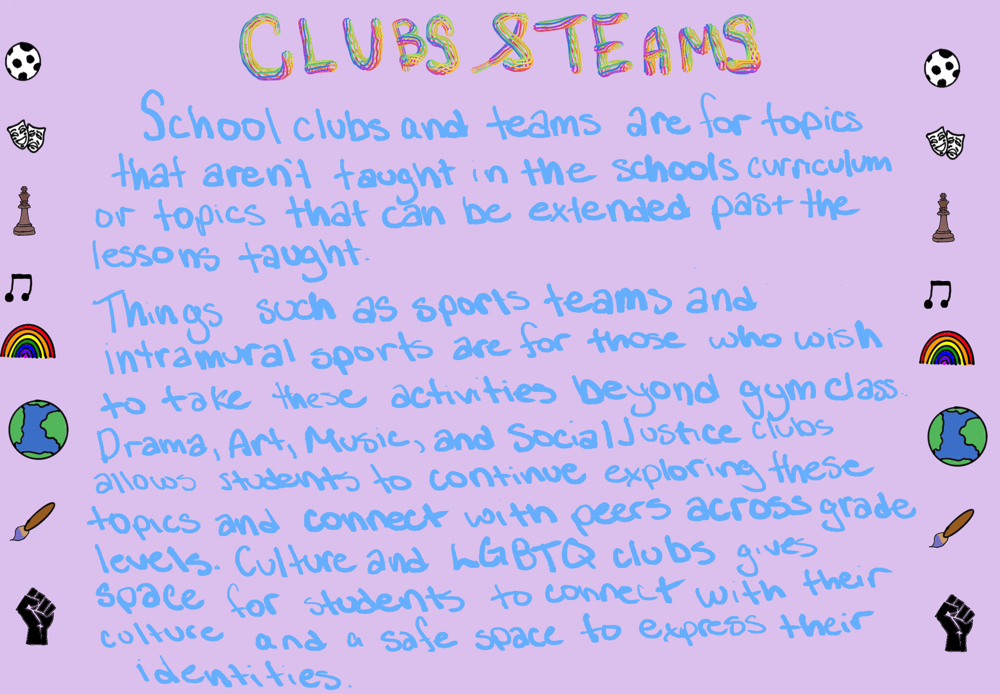 CLUBS & TEAMS
School clubs and teams are for topics
that aren't taught in the schools curriculum
or topics that can be extended past the
lessons taught.
Things such as sports teams and
intramural sports are for those who wish
to take these activities beyond gym class.
Drama, Art, Music, and Social Justice clubs
allows students to continue exploring these
topics and connect with peers across grade
levels. Culture and LGBTQ clubs gives
space for students to connect with their
culture and a safe space to express their
identities.